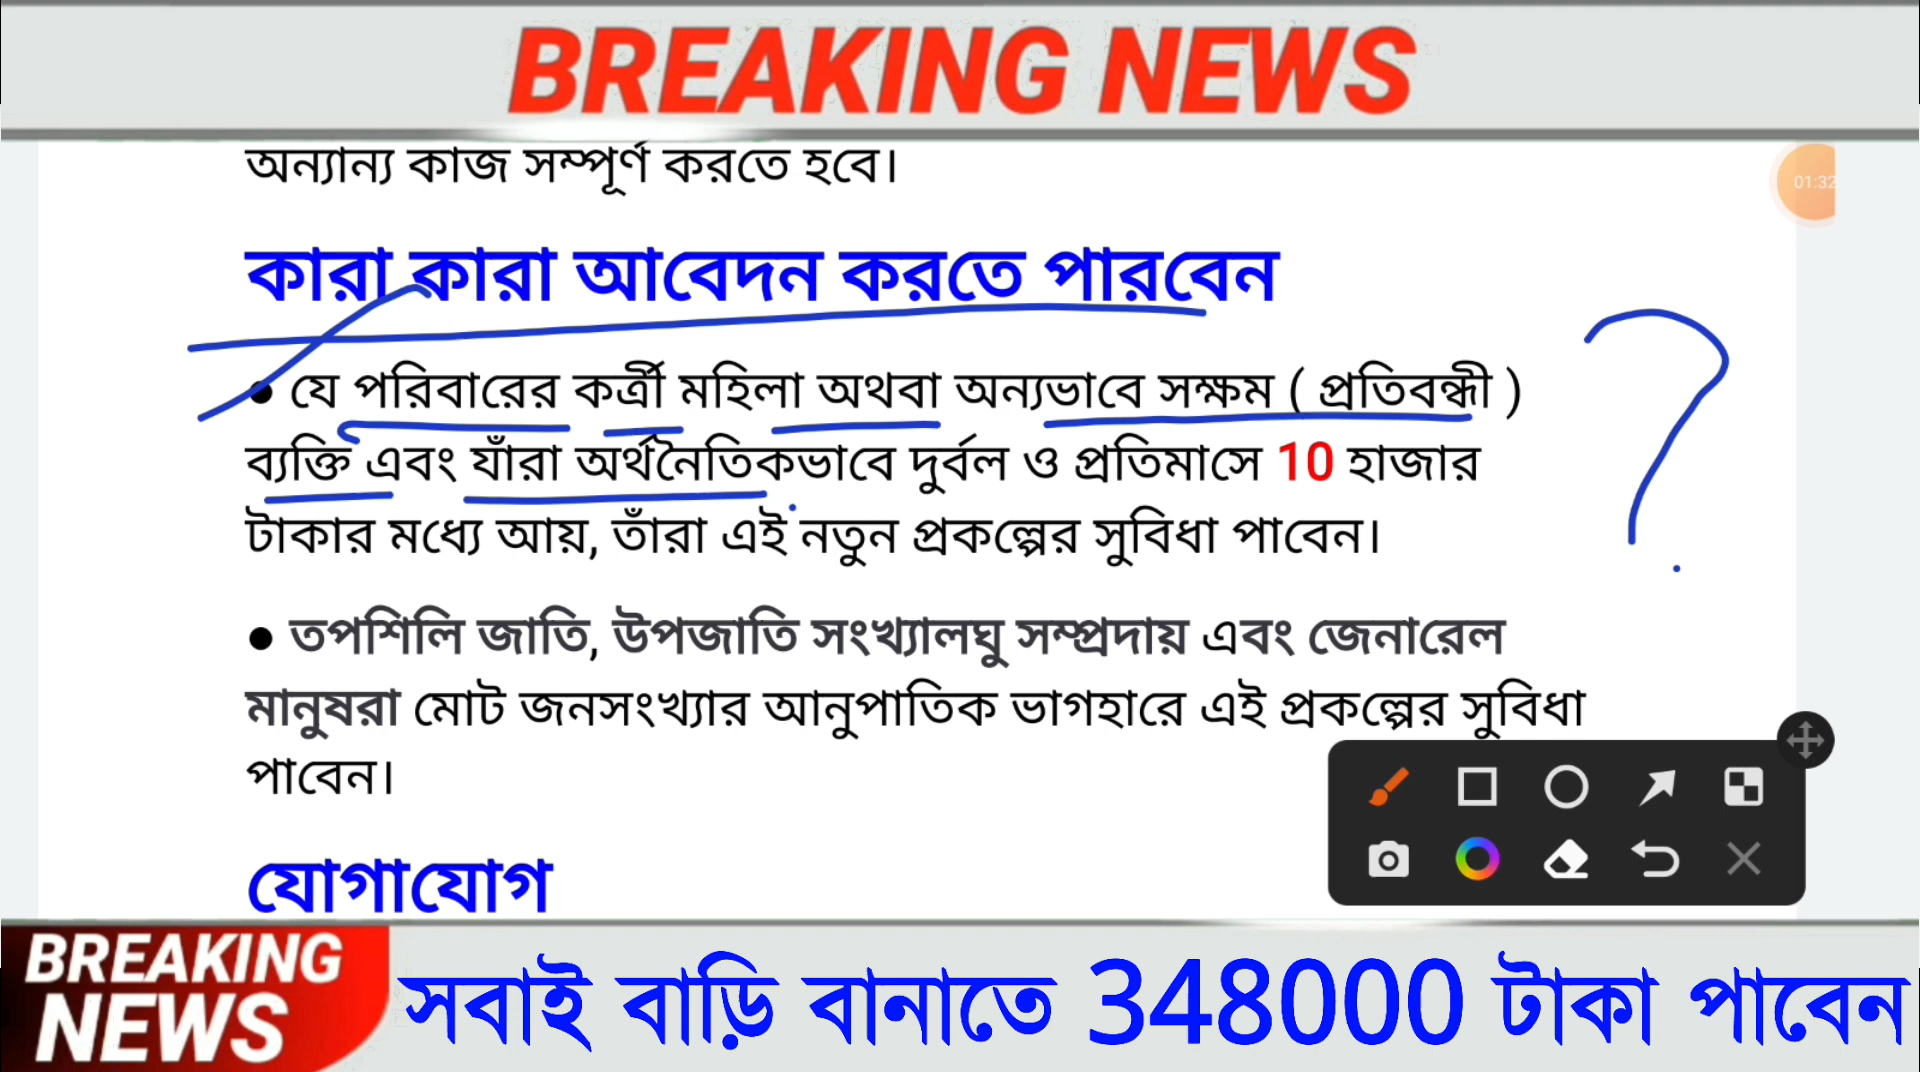 BREAKING NEWS
অন্যান্য কাজ সম্পূর্ণ করতে হবে।
01:32
কারা কারা আবেদন করতে পারবেন
● যে পরিবারের কর্ত্রী মহিলা অথবা অন্যভাবে সক্ষম ( প্রতিবন্ধী )
ব্যক্তি এবং যাঁরা অর্থনৈতিকভাবে দুর্বল ও প্রতিমাসে 10 হাজার
টাকার মধ্যে আয়, তাঁরা এই নতুন প্রকল্পের সুবিধা পাবেন।
● তপশিলি জাতি, উপজাতি সংখ্যালঘু সম্প্রদায় এবং জেনারেল
মানুষরা মোট জনসংখ্যার আনুপাতিক ভাগহারে এই প্রকল্পের সুবিধা
পাবেন।
যোগাযোগ
BREAKING
NEWS
সবাই বাড়ি বানাতে 348000 টাকা পাবেন